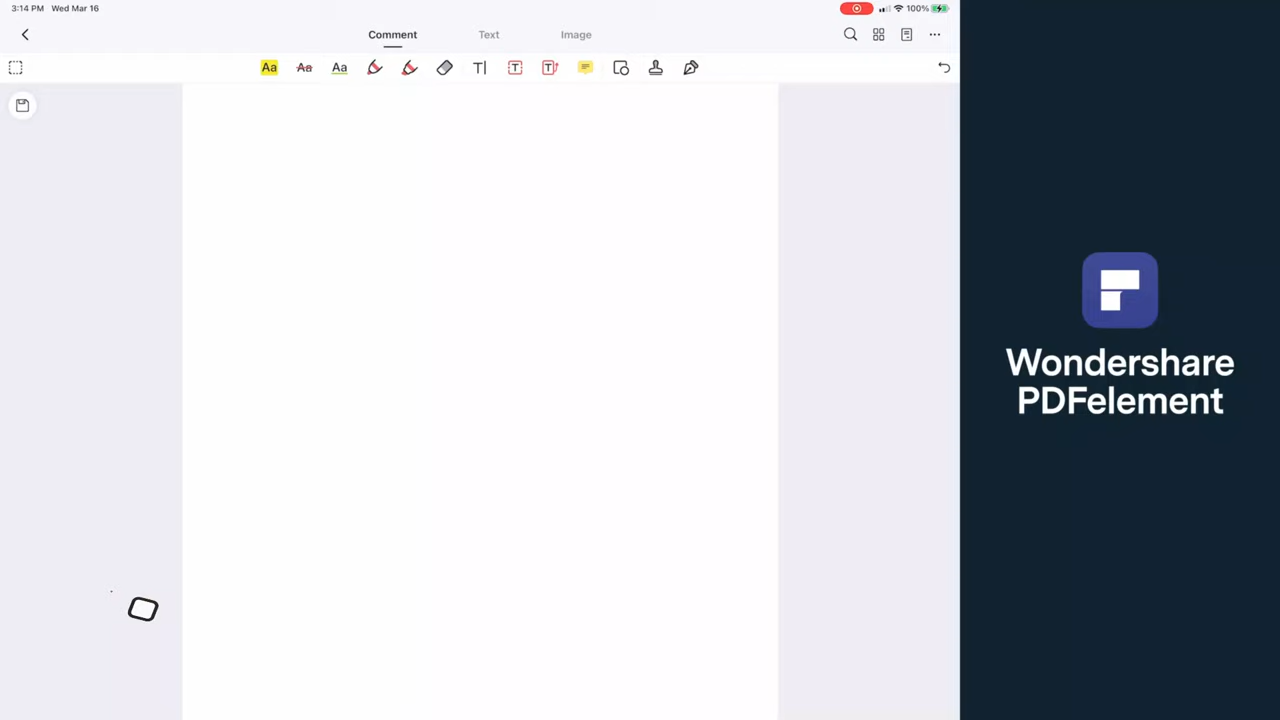 3:14 PM Wed Mar 16
100%
Comment Text Image
Aa Aa Aa T T T
Wondershare
PDFelement